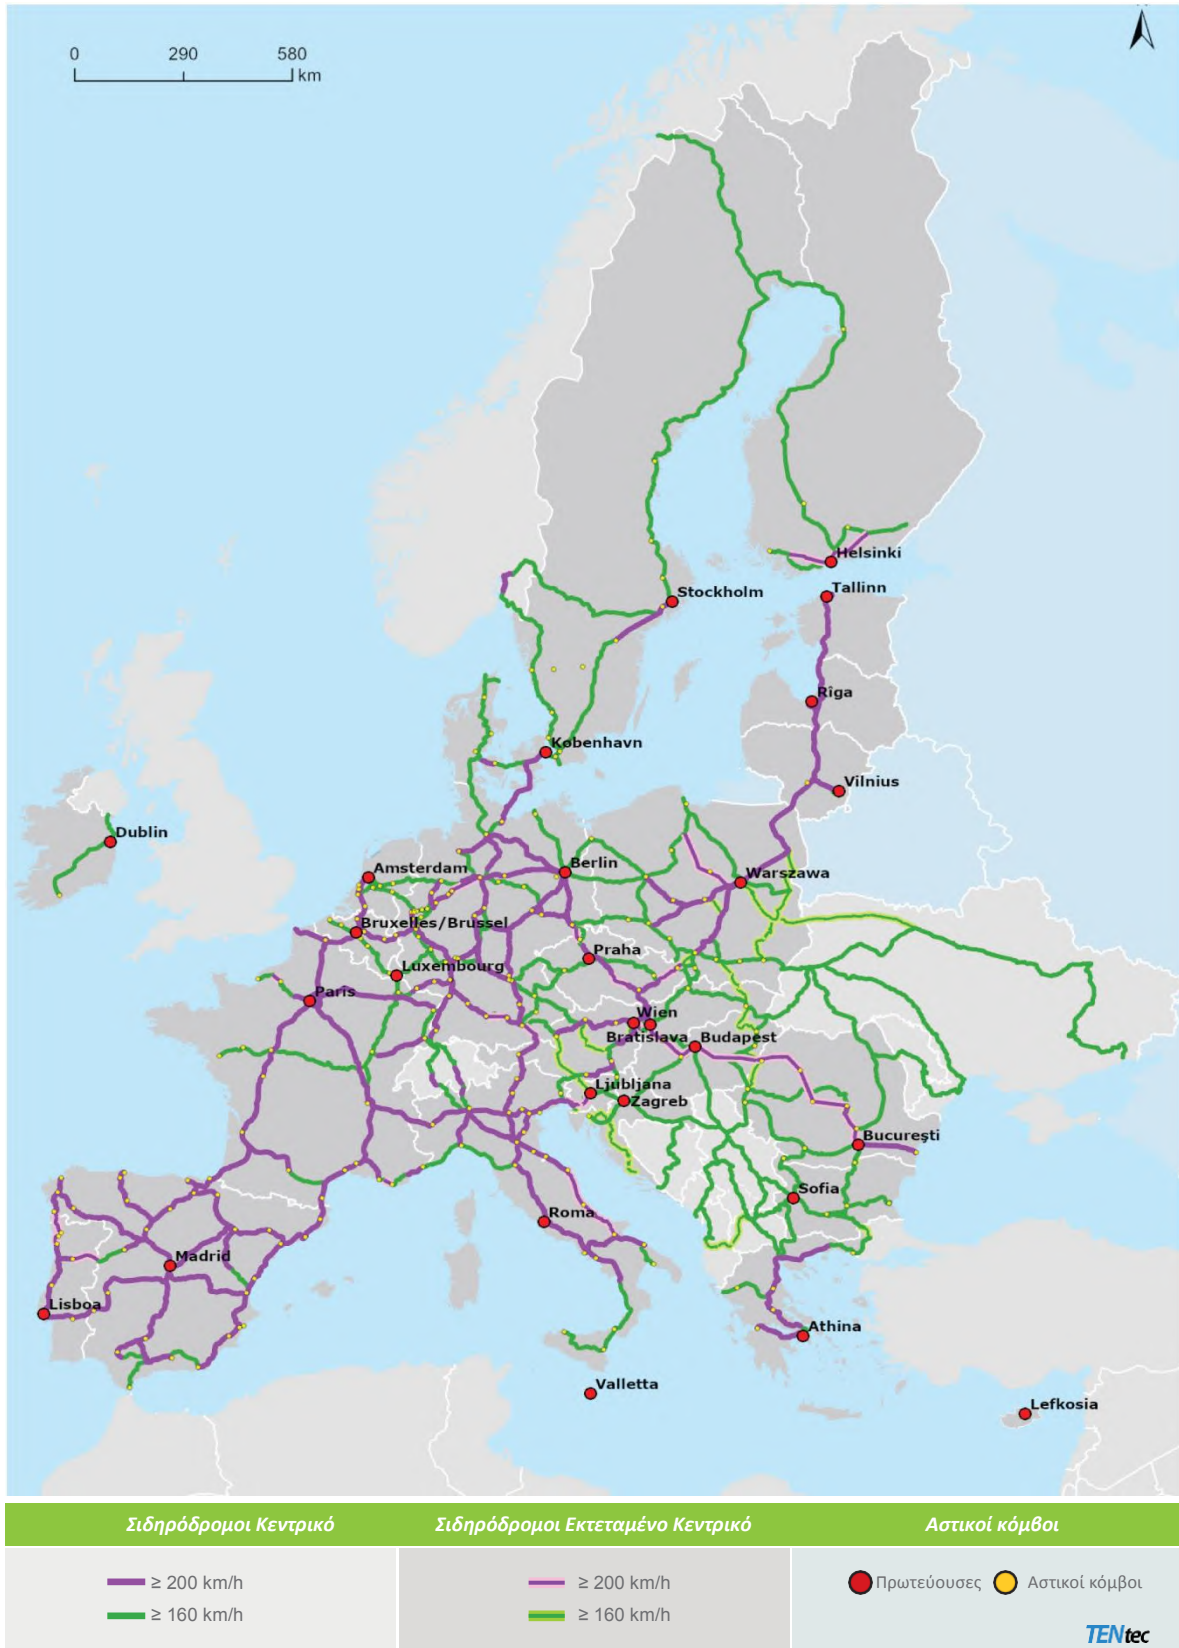 0 290 580
km
Helsinki
Tallinn
Stockholm
Rīga
København
Vilnius
Dublin
Amsterdam
Berlin
Warszawa
Bruxelles/Brussel
Praha
Luxembourg
Paris
Wien
Bratislava
Budapest
Ljubljana
Zagreb
Bucureşti
Sofia
Roma
Madrid
Lisboa
Athina
Valletta
Lefkosia
Σιδηρόδρομοι Κεντρικό
Σιδηρόδρομοι Εκτεταμένο Κεντρικό
Αστικοί κόμβοι
≥ 200 km/h
≥ 160 km/h
≥ 200 km/h
≥ 160 km/h
Πρωτεύουσες
Αστικοί κόμβοι
TENtec